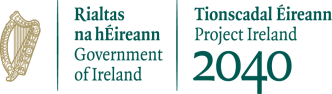 Rialtas
na hÉireann
Government
of Ireland
Tionscadal Éireann
Project Ireland
2040